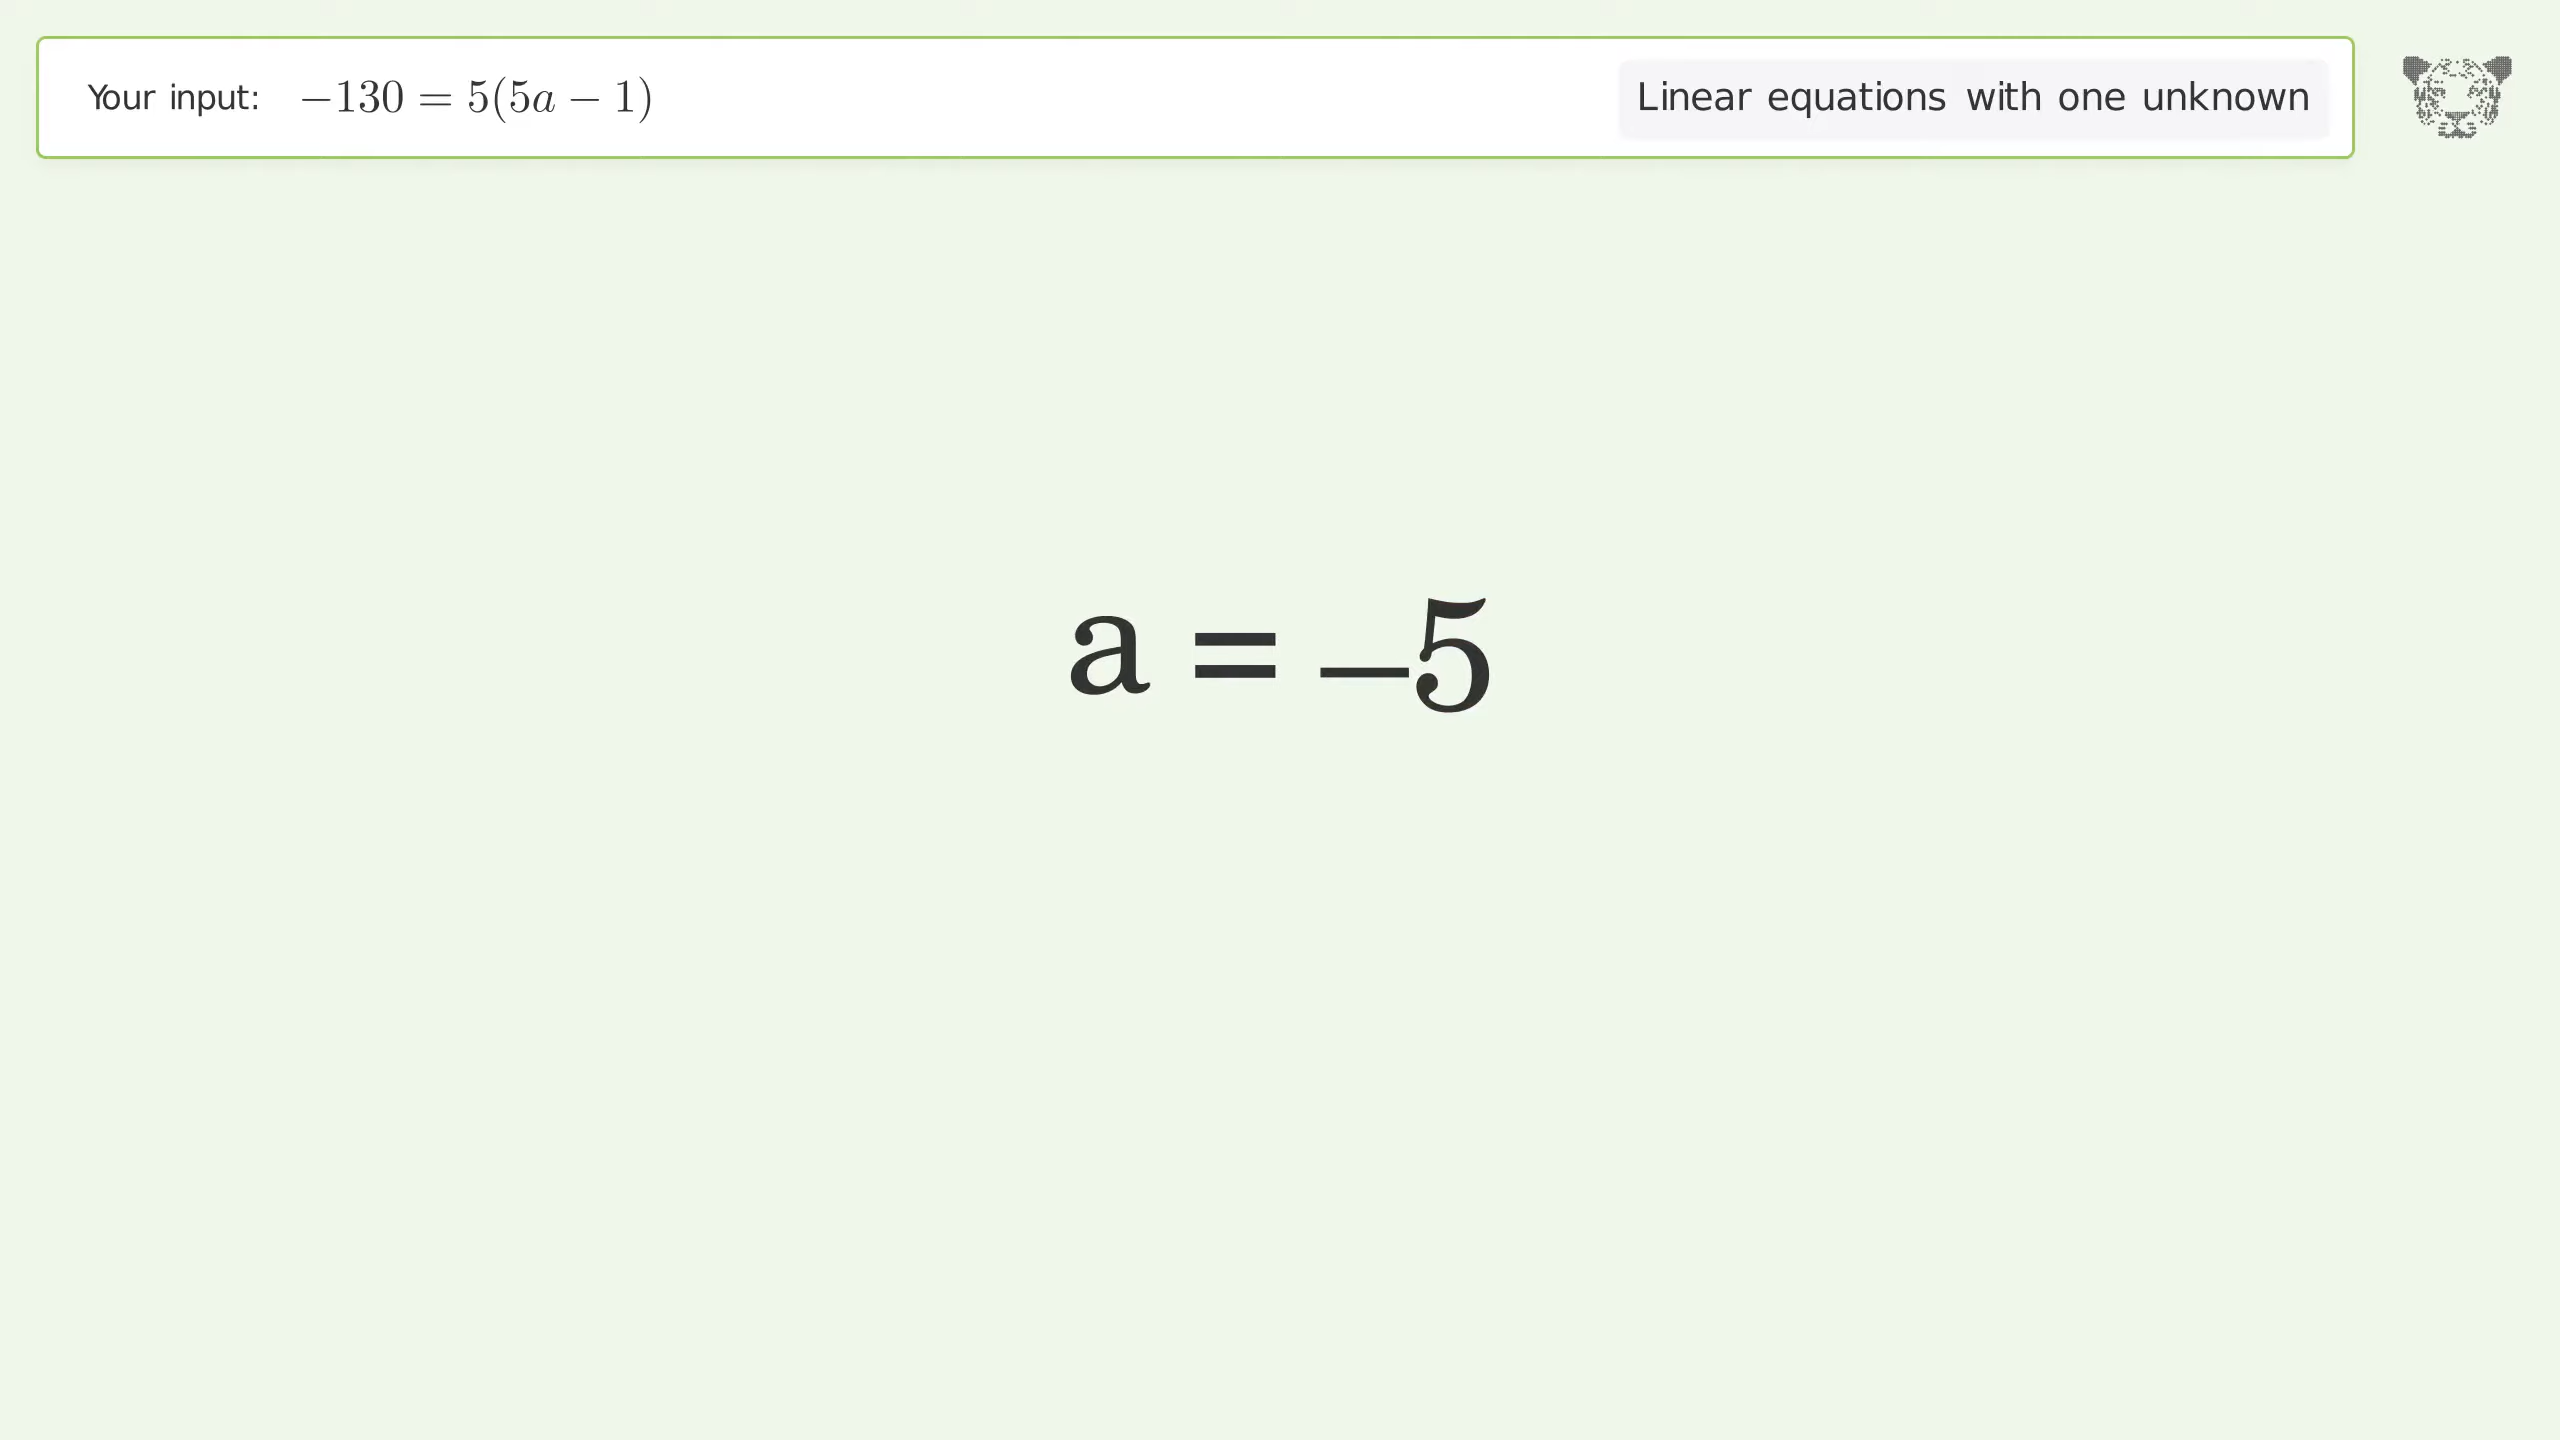 Your input: −130 = 5(5a − 1) Linear equations with one unknown
a = −5